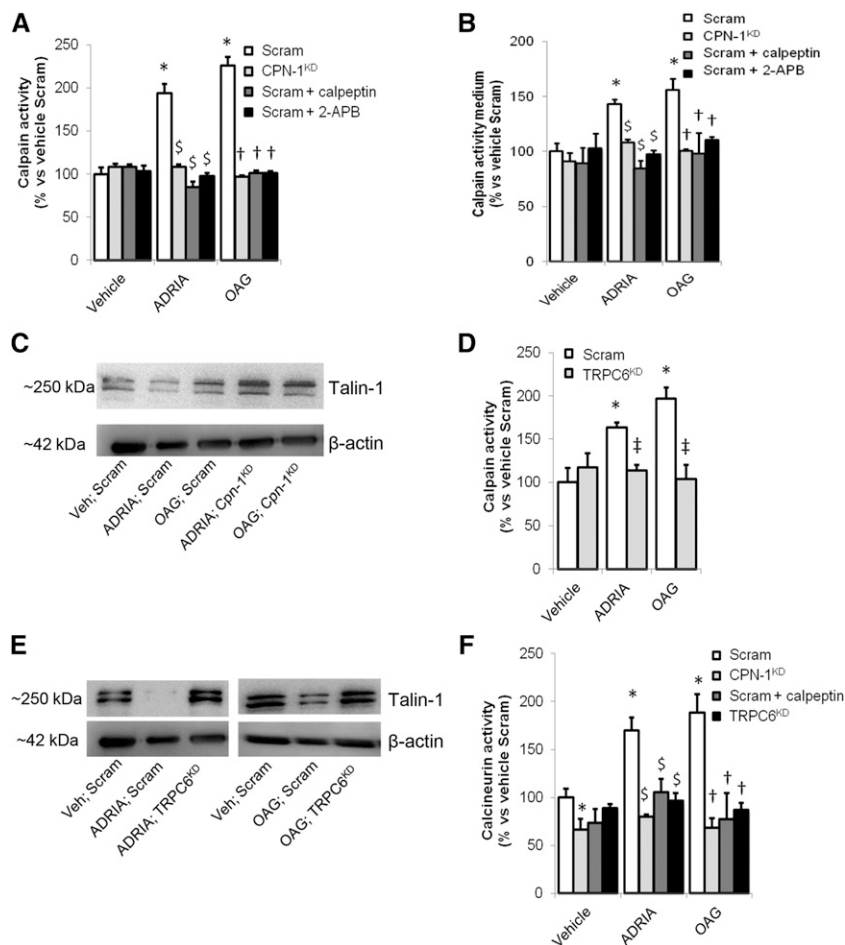 A
Calpain activity
(% vs vehicle Scram)
250
200
150
100
50
0
*
*
$
$
$
†
†
†
Scram
CPN-1KD
Scram + calpeptin
Scram + 2-APB
Vehicle
ADRIA
OAG
B
Calpain activity medium
(% vs vehicle Scram)
200
150
100
50
0
*
*
$
$
$
†
†
†
Scram
CPN-1KD
Scram + calpeptin
Scram + 2-APB
Vehicle
ADRIA
OAG
C
~250 kDa
Talin-1
~42 kDa
β-actin
Veh; Scram
ADRIA; Scram
OAG; Scram
ADRIA; Cpn-1KD
OAG; Cpn-1KD
D
Calpain activity
(% vs vehicle Scram)
250
200
150
100
50
0
Scram
TRPC6KD
*
*
‡
‡
Vehicle
ADRIA
OAG
E
~250 kDa
Talin-1
~42 kDa
β-actin
Veh; Scram
ADRIA; Scram
ADRIA; TRPC6KD
Veh; Scram
OAG; Scram
OAG; TRPC6KD
F
Calcineurin activity
(% vs vehicle Scram)
250
200
150
100
50
0
Scram
CPN-1KD
Scram + calpeptin
TRPC6KD
*
*
*
$
$
$
†
†
†
Vehicle
ADRIA
OAG